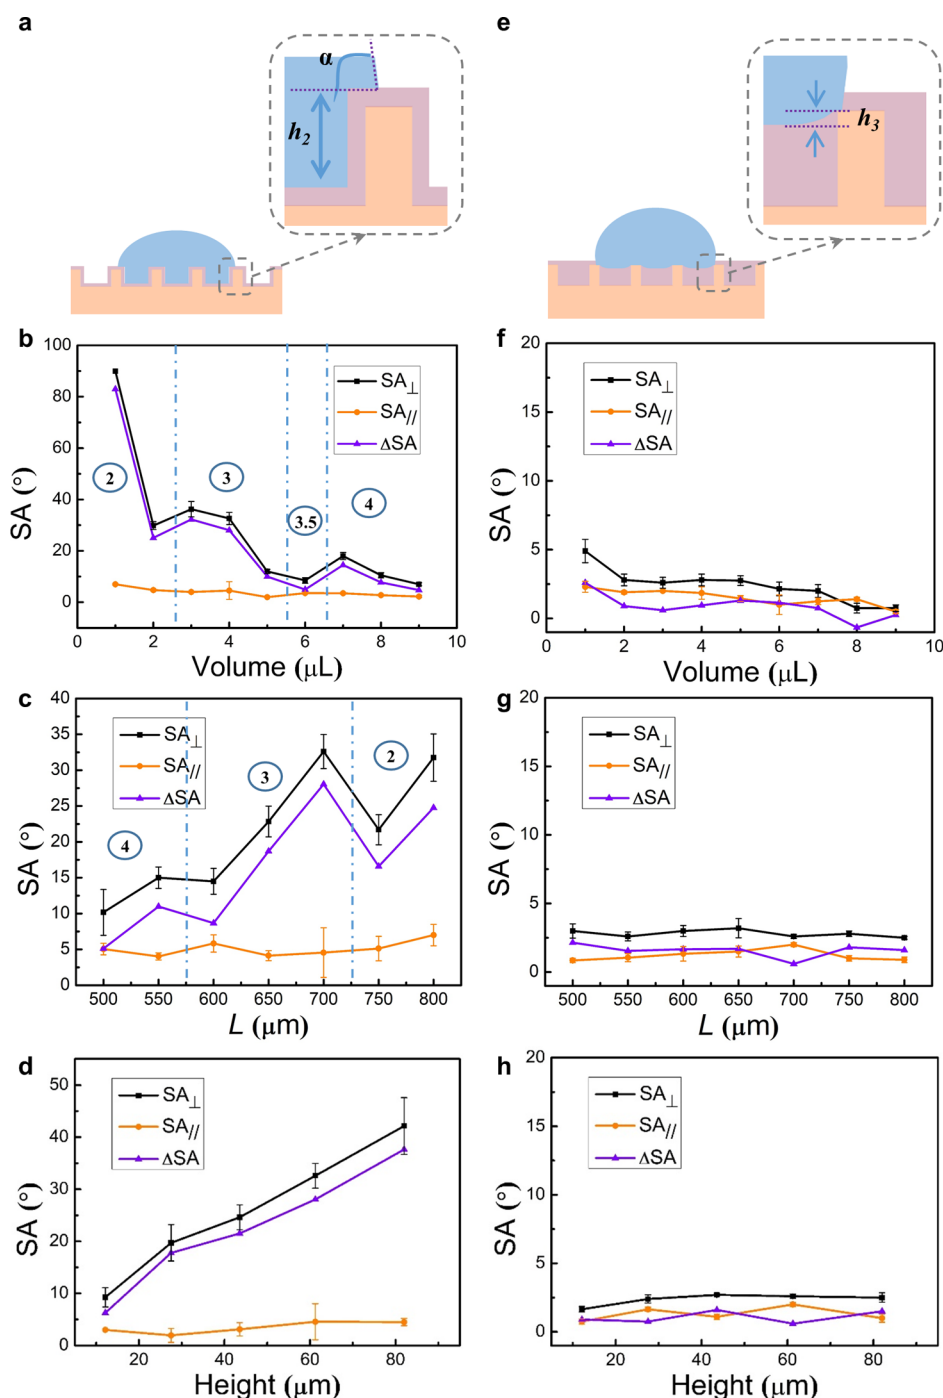 a
α
h2
e
h3
b
100
80
60
40
20
0
SA (°)
SA⊥
SA//
ΔSA
2
3
3.5
4
0 2 4 6 8 10
Volume (μL)
f
20
15
10
5
0
SA (°)
SA⊥
SA//
ΔSA
0 2 4 6 8 10
Volume (μL)
c
40
35
30
25
20
15
10
5
0
SA (°)
SA⊥
SA//
ΔSA
4
3
2
500 550 600 650 700 750 800
L (μm)
g
20
15
10
5
0
SA (°)
SA⊥
SA//
ΔSA
500 550 600 650 700 750 800
L (μm)
d
50
40
30
20
10
0
SA (°)
SA⊥
SA//
ΔSA
20 40 60 80
Height (μm)
h
20
15
10
5
0
SA (°)
SA⊥
SA//
ΔSA
20 40 60 80
Height (μm)